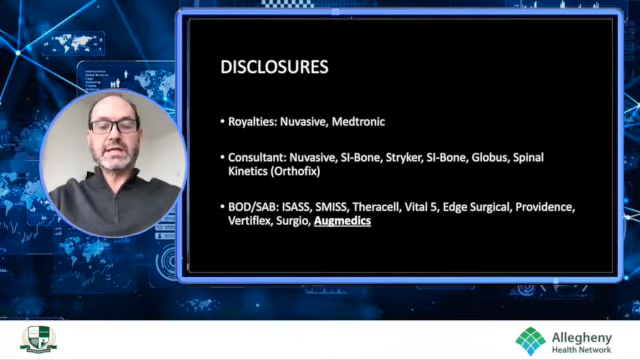 DISCLOSURES
• Royalties: Nuvasive, Medtronic
• Consultant: Nuvasive, SI-Bone, Stryker, SI-Bone, Globus, Spinal
Kinetics (Orthofix)
• BOD/SAB: ISASS, SMISS, Theracell, Vital 5, Edge Surgical, Providence,
Vertiflex, Surgio, Augmedics
Allegheny
Health Network